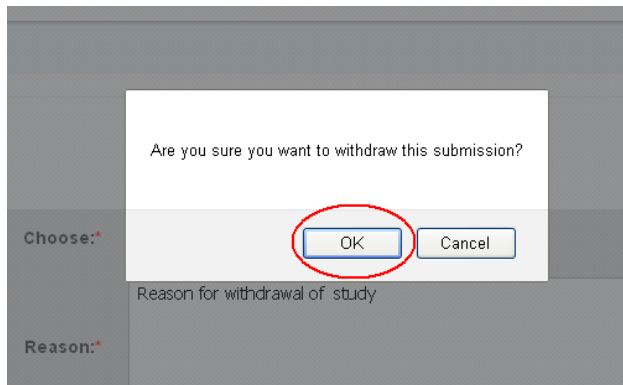 Are you sure you want to withdraw this submission?
Choose:*
OK Cancel
Reason for withdrawal of study
Reason:*